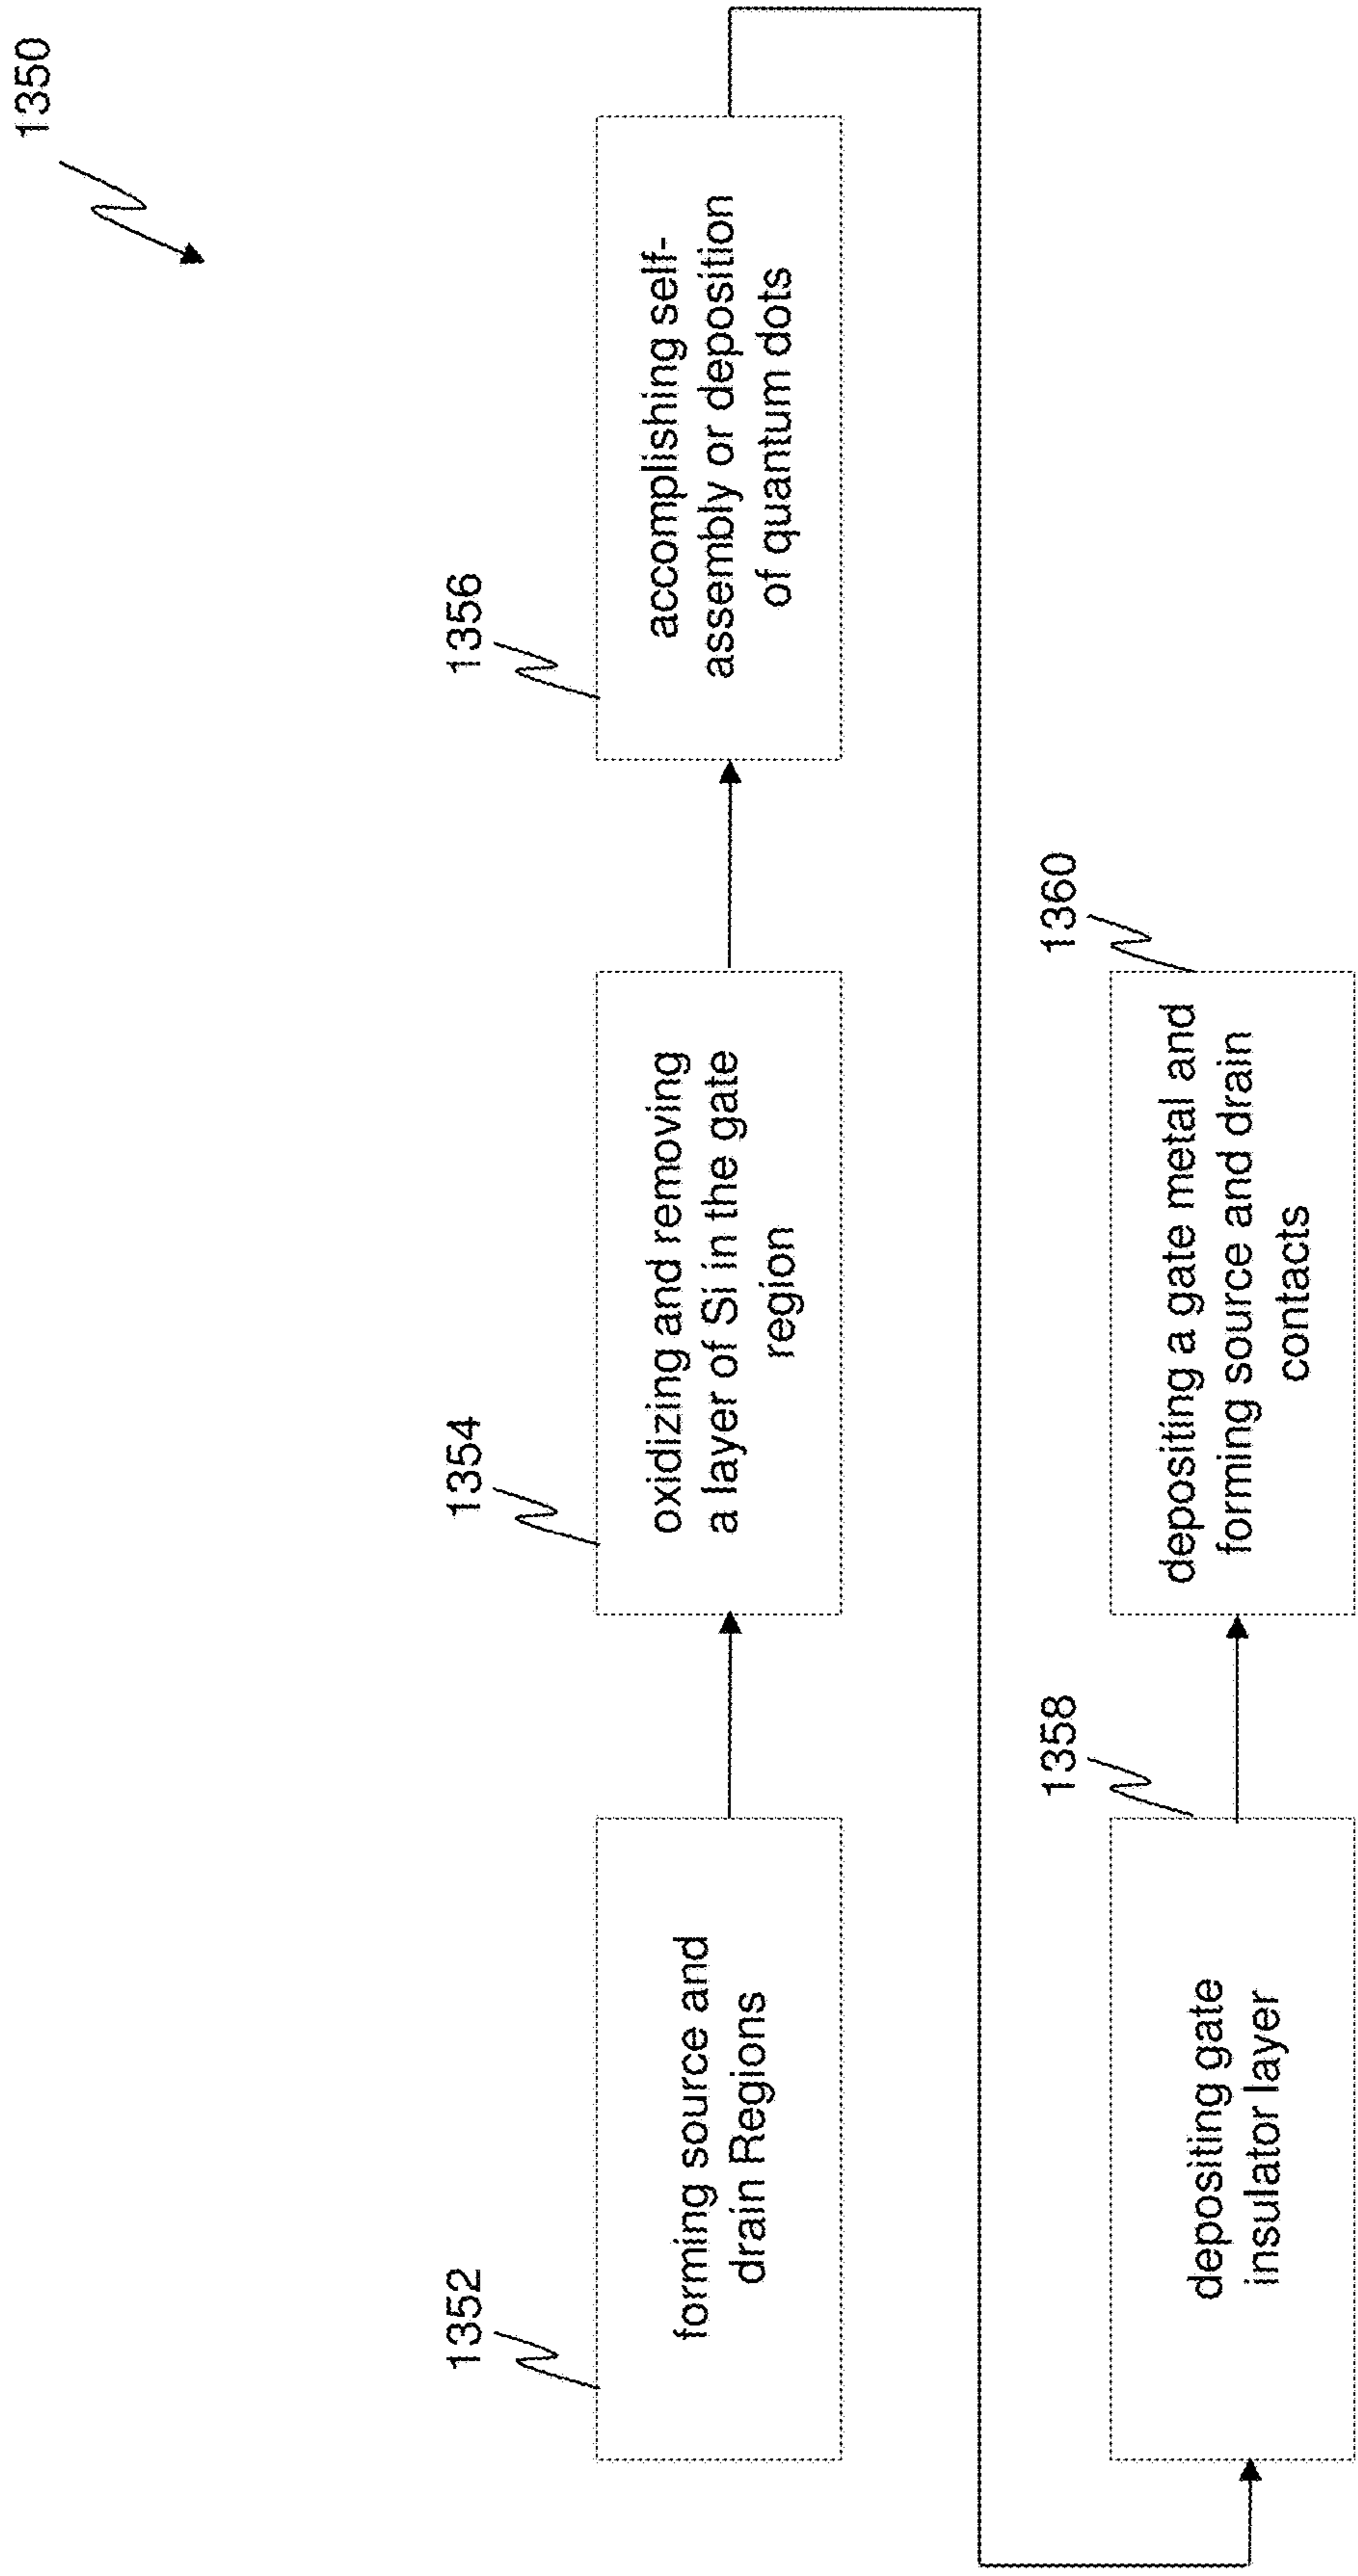 1350
1352
forming source and
drain Regions
1354
oxidizing and removing
a layer of Si in the gate
region
1356
accomplishing self-
assembly or deposition
of quantum dots
1358
depositing gate
insulator layer
1360
depositing a gate metal and
forming source and drain
contacts